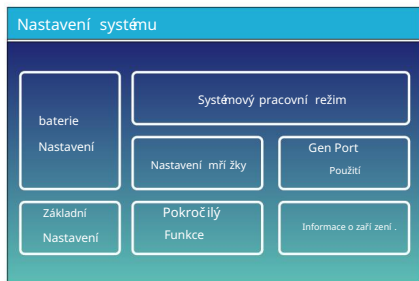 Nastavení systému
baterie
Nastavení
Systémový pracovní režim
Nastavení mřížky
Gen Port
Použití
Základní
Nastavení
Pokročilý
Funkce
Informace o zařízení .